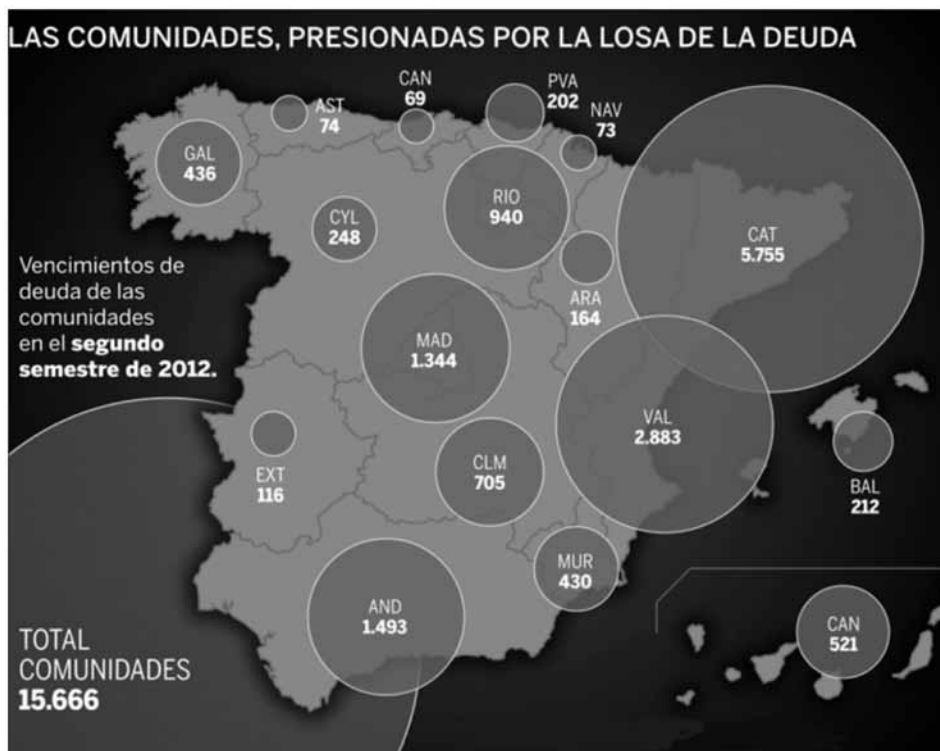 LAS COMUNIDADES, PRESIONADAS POR LA LOSA DE LA DEUDA
CAN
69
PVA
202
AST
74
NAV
73
GAL
436
RIO
940
CYL
248
CAT
5.755
Vencimientos de
deuda de las
comunidades
en el segundo
semestre de 2012.
ARA
164
MAD
1.344
VAL
2.883
EXT
116
CLM
705
BAL
212
MUR
430
AND
1.493
CAN
521
TOTAL
COMUNIDADES
15.666